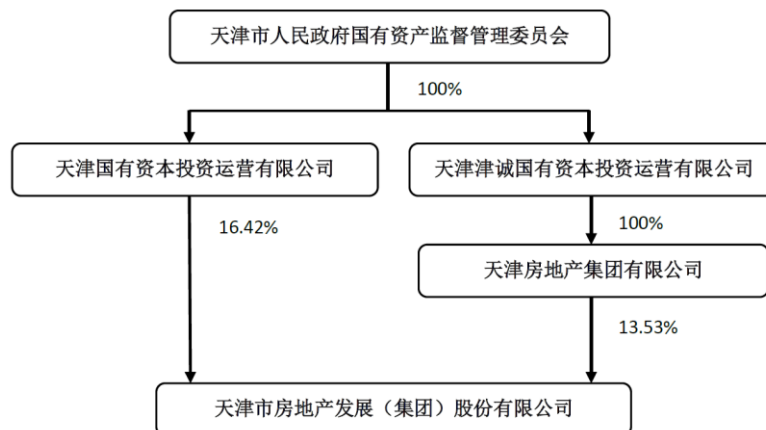 天津市人民政府国有资产监督管理委员会
100%
天津国有资本投资运营有限公司
天津津诚国有资本投资运营有限公司
16.42%
100%
天津房地产集团有限公司
13.53%
天津市房地产发展（集团）股份有限公司